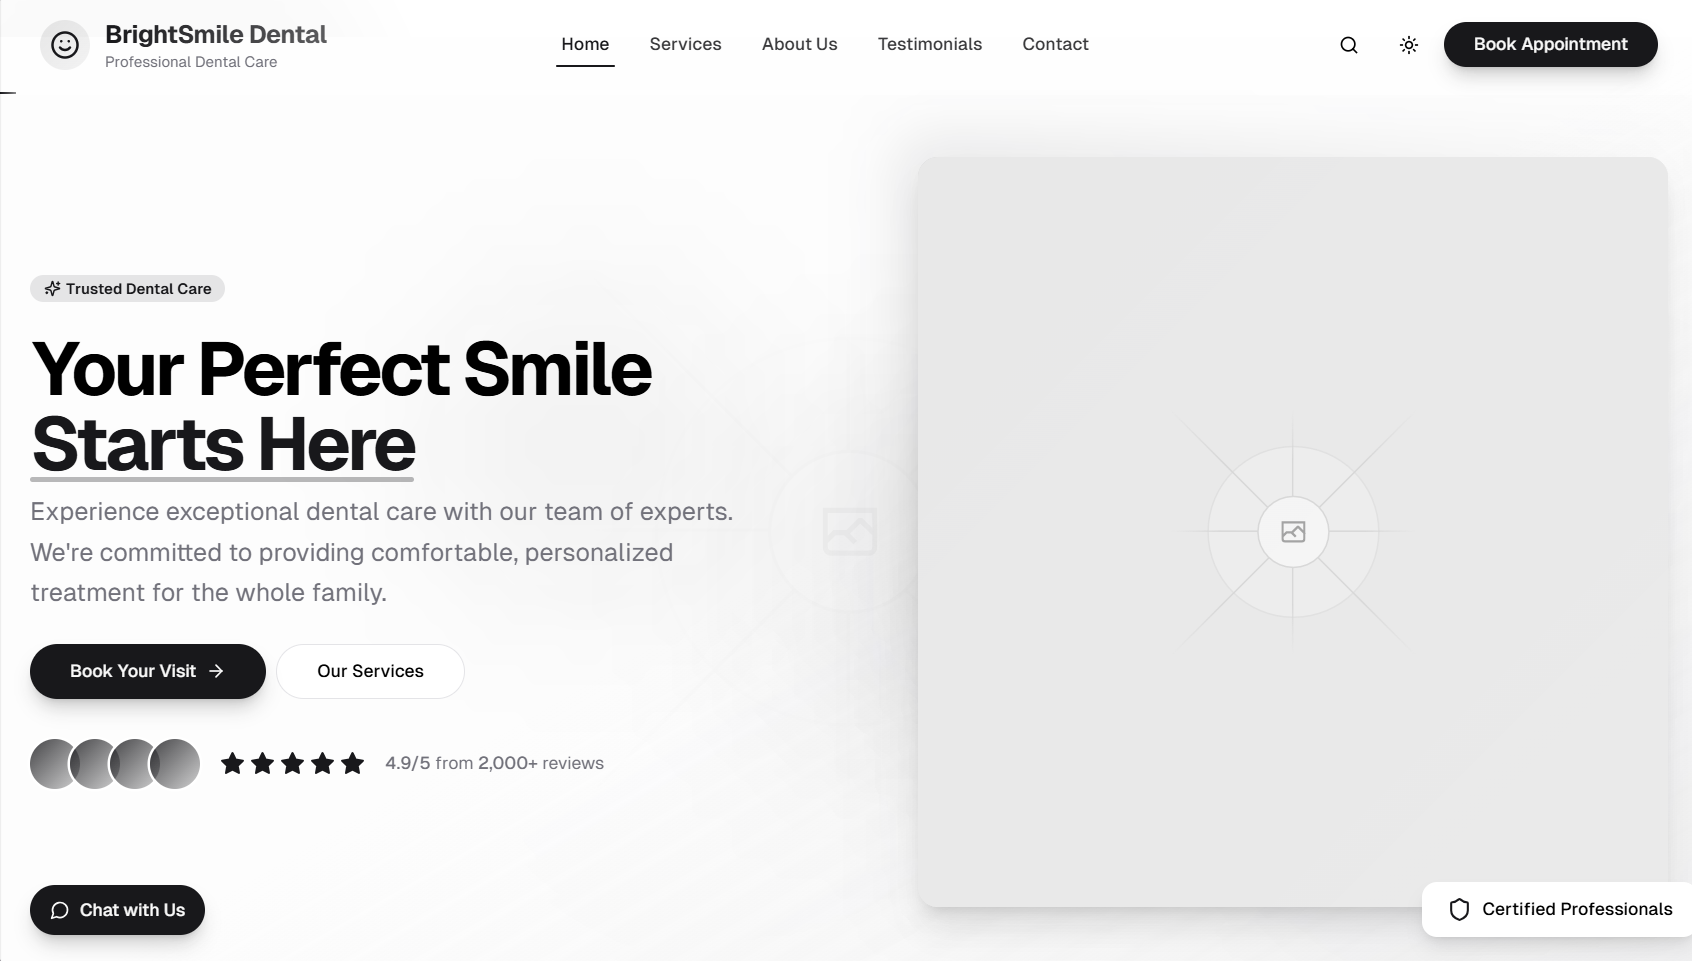 BrightSmile Dental
Professional Dental Care
Home
Services
About Us
Testimonials
Contact
Book Appointment
Trusted Dental Care
Your Perfect Smile
Starts Here
Experience exceptional dental care with our team of experts.
We're committed to providing comfortable, personalized
treatment for the whole family.
Book Your Visit
Our Services
4.9/5 from 2,000+ reviews
Chat with Us
Certified Professionals